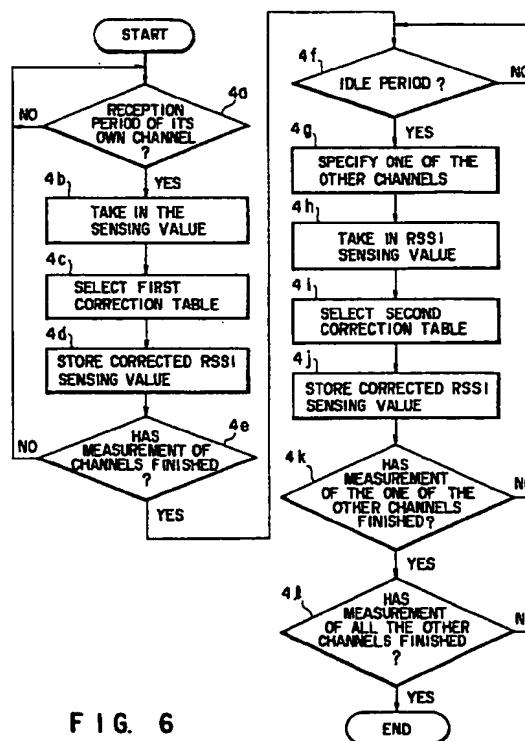 START
4a
RECEPTION
PERIOD OF ITS
OWN CHANNEL
?
NO
YES
4b
TAKE IN THE
SENSING VALUE
4c
SELECT FIRST
CORRECTION TABLE
4d
STORE CORRECTED RSSI
SENSING VALUE
4e
HAS
MEASUREMENT OF
CHANNELS FINISHED
?
NO
YES
4f
IDLE PERIOD ?
NO
YES
4g
SPECIFY ONE OF THE
OTHER CHANNELS
4h
TAKE IN RSSI
SENSING VALUE
4i
SELECT SECOND
CORRECTION TABLE
4j
STORE CORRECTED RSSI
SENSING VALUE
4k
HAS
MEASUREMENT
OF THE ONE OF THE
OTHER CHANNELS
FINISHED?
NO
YES
4l
HAS
MEASUREMENT
OF ALL THE OTHER
CHANNELS FINISHED
?
NO
YES
END
FIG. 6